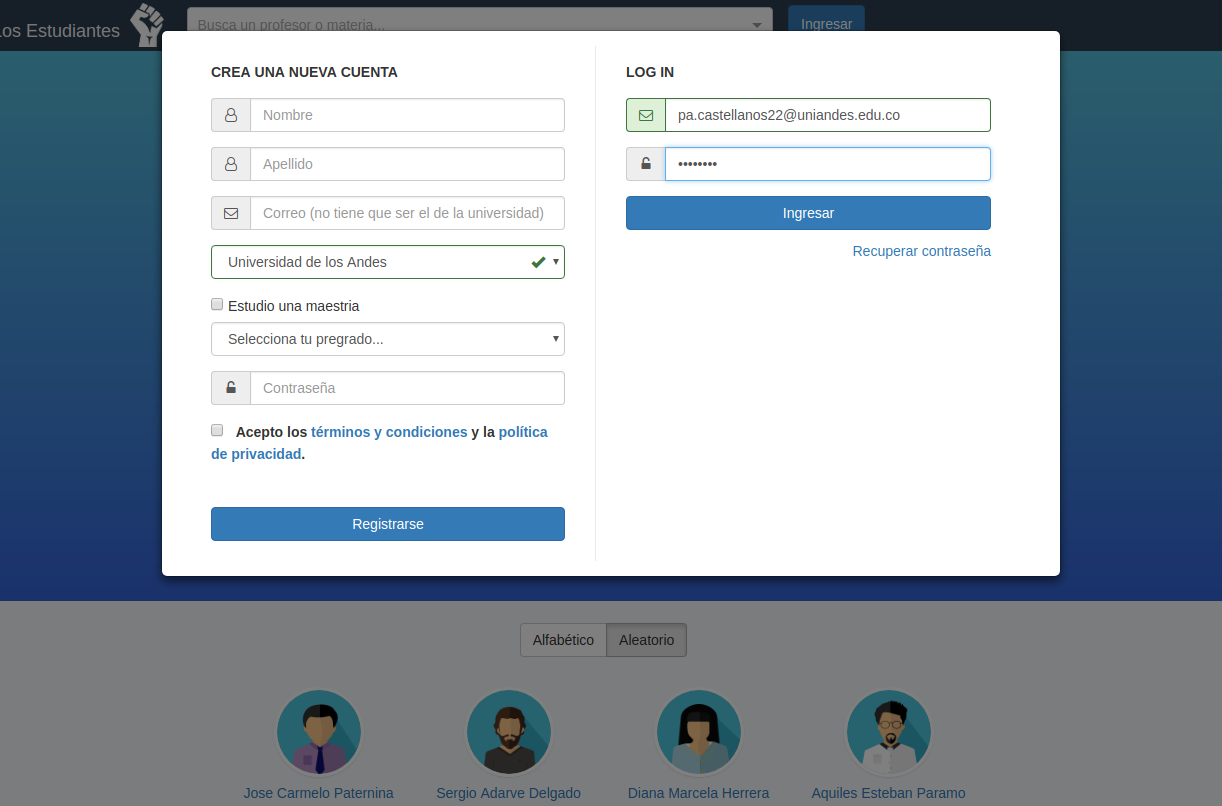 Los Estudiantes
Busca un profesor o materia...
Ingresar
CREA UNA NUEVA CUENTA
Nombre
Apellido
Correo (no tiene que ser el de la universidad)
Universidad de los Andes
Estudio una maestria
Selecciona tu pregrado...
Contraseña
Acepto los términos y condiciones y la política
de privacidad.
Registrarse
LOG IN
pa.castellanos22@uniandes.edu.co
••••••••
Ingresar
Recuperar contraseña
Alfabético
Aleatorio
Jose Carmelo Paternina
Sergio Adarve Delgado
Diana Marcela Herrera
Aquiles Esteban Paramo